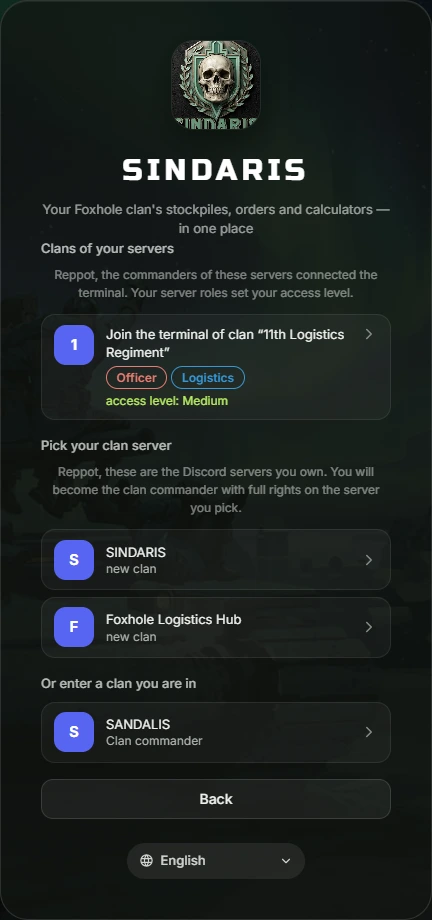 SINDARIS
SINDARIS
Your Foxhole clan's stockpiles, orders and calculators —
in one place
Clans of your servers
Reppot, the commanders of these servers connected the
terminal. Your server roles set your access level.
1
Join the terminal of clan “11th Logistics
Regiment”
Officer
Logistics
access level: Medium
Pick your clan server
Reppot, these are the Discord servers you own. You will
become the clan commander with full rights on the server
you pick.
S
SINDARIS
new clan
F
Foxhole Logistics Hub
new clan
Or enter a clan you are in
S
SANDALIS
Clan commander
Back
English